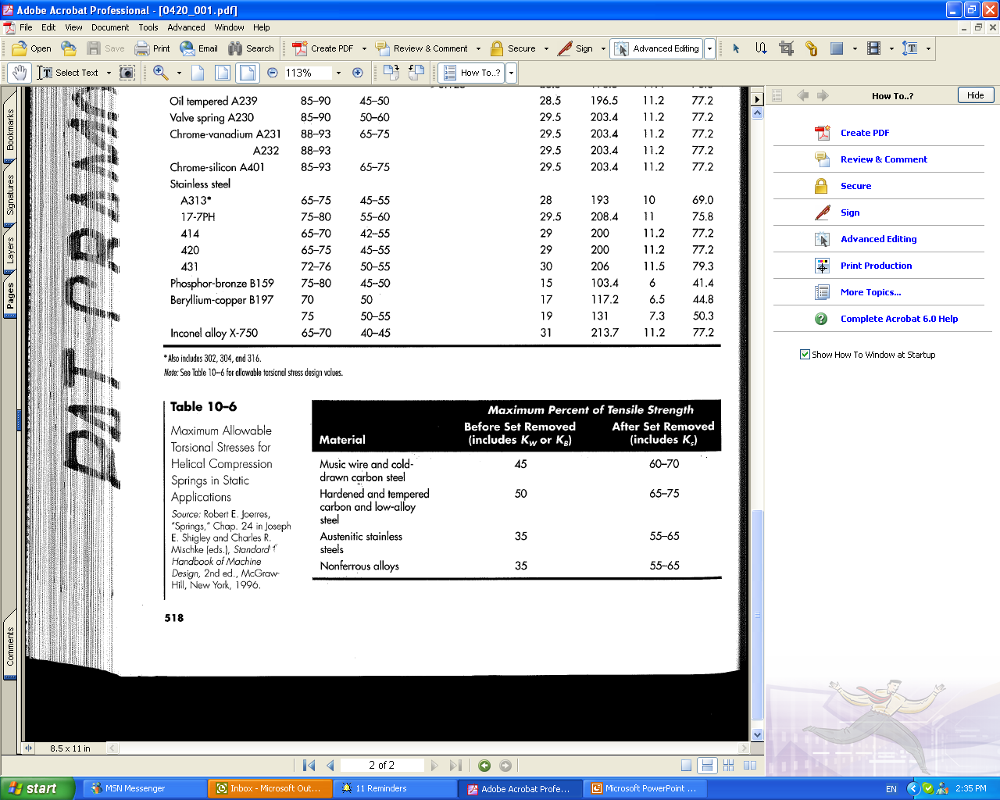 Adobe Acrobat Professional - [0420_001.pdf]
File Edit View Document Tools Advanced Window Help
Open Save Print Email Search Create PDF Review & Comment Secure Sign Advanced Editing
Select Text 113% How To..?
How To..? Hide
Bookmarks
Signatures
Layers
Pages
Comments
Oil tempered A239 85–90 45–50 28.5 196.5 11.2 77.2
Valve spring A230 85–90 50–60 29.5 203.4 11.2 77.2
Chrome-vanadium A231 88–93 65–75 29.5 203.4 11.2 77.2
A232 88–93 29.5 203.4 11.2 77.2
Chrome-silicon A401 85–93 65–75 29.5 203.4 11.2 77.2
Stainless steel
A313* 65–75 45–55 28 193 10 69.0
17-7PH 75–80 55–60 29.5 208.4 11 75.8
414 65–70 42–55 29 200 11.2 77.2
420 65–75 45–55 29 200 11.2 77.2
431 72–76 50–55 30 206 11.5 79.3
Phosphor-bronze B159 75–80 45–50 15 103.4 6 41.4
Beryllium-copper B197 70 50 17 117.2 6.5 44.8
75 50–55 19 131 7.3 50.3
Inconel alloy X-750 65–70 40–45 31 213.7 11.2 77.2
*Also includes 302, 304, and 316.
Note: See Table 10–6 for allowable torsional stress design values.
Table 10–6
Maximum Allowable
Torsional Stresses for
Helical Compression
Springs in Static
Applications
Source: Robert E. Joerres,
"Springs," Chap. 24 in Joseph
E. Shigley and Charles R.
Mischke (eds.), Standard
Handbook of Machine
Design, 2nd ed., McGraw-
Hill, New York, 1996.
Maximum Percent of Tensile Strength
Before Set Removed After Set Removed
Material (includes KW or KB) (includes Ks)
Music wire and cold- 45 60–70
drawn carbon steel
Hardened and tempered 50 65–75
carbon and low-alloy
steel
Austenitic stainless 35 55–65
steels
Nonferrous alloys 35 55–65
518
Create PDF
Review & Comment
Secure
Sign
Advanced Editing
Print Production
More Topics...
Complete Acrobat 6.0 Help
Show How To Window at Startup
8.5 x 11 in
2 of 2
start MSN Messenger Inbox - Microsoft Out... 11 Reminders Adobe Acrobat Profe... Microsoft PowerPoint ... EN 2:35 PM